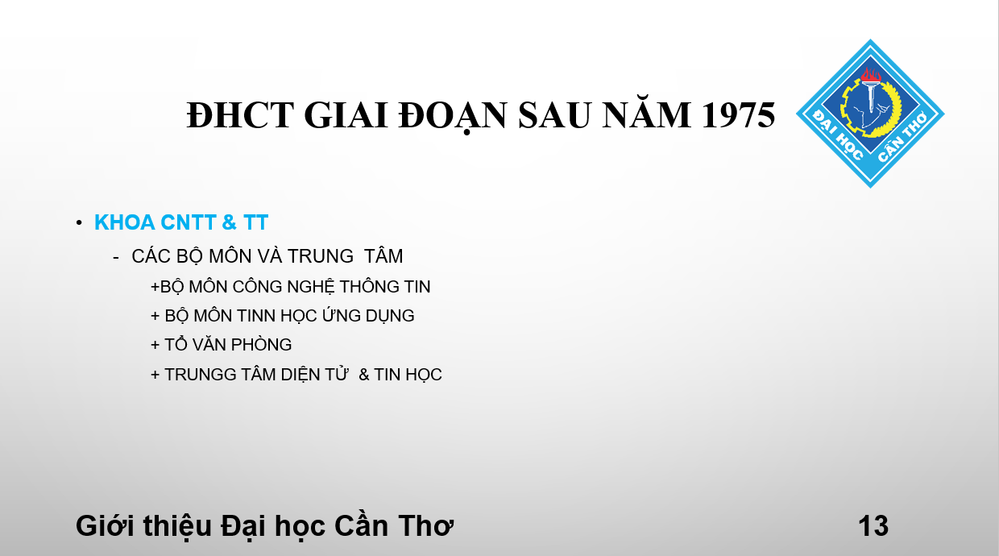 ĐHCT GIAI ĐOẠN SAU NĂM 1975
ĐẠI HỌC CẦN THƠ
• KHOA CNTT & TT
- CÁC BỘ MÔN VÀ TRUNG TÂM
+BỘ MÔN CÔNG NGHỆ THÔNG TIN
+ BỘ MÔN TINN HỌC ỨNG DỤNG
+ TỔ VĂN PHÒNG
+ TRUNGG TÂM DIỆN TỬ & TIN HỌC
Giới thiệu Đại học Cần Thơ
13